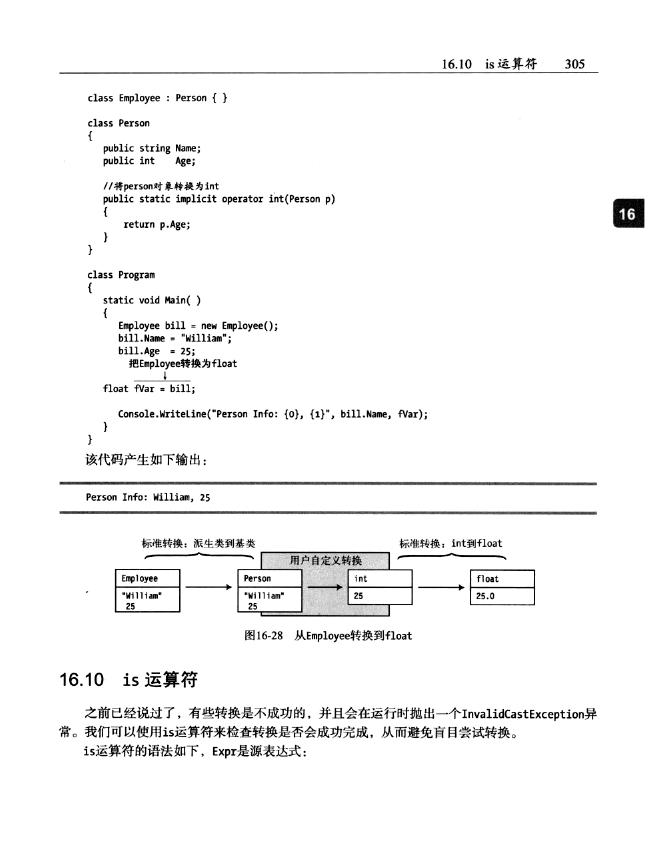 16.10 is运算符 305
class Employee : Person { }
class Person
{
public string Name;
public int Age;
//将person对象转换为int
public static implicit operator int(Person p)
{
return p.Age;
}
}
16
class Program
{
static void Main( )
{
Employee bill = new Employee();
bill.Name = "William";
bill.Age = 25;
把Employee转换为float
↓
float fVar = bill;
Console.WriteLine("Person Info: {0}, {1}", bill.Name, fVar);
}
}
该代码产生如下输出：
Person Info: William, 25
标准转换：派生类到基类 标准转换：int到float
用户自定义转换
Employee Person int float
"William" "William" 25 25.0
25 25
图16-28 从Employee转换到float
16.10 is 运算符
之前已经说过了，有些转换是不成功的，并且会在运行时抛出一个InvalidCastException异
常。我们可以使用is运算符来检查转换是否会成功完成，从而避免盲目尝试转换。
is运算符的语法如下，Expr是源表达式：